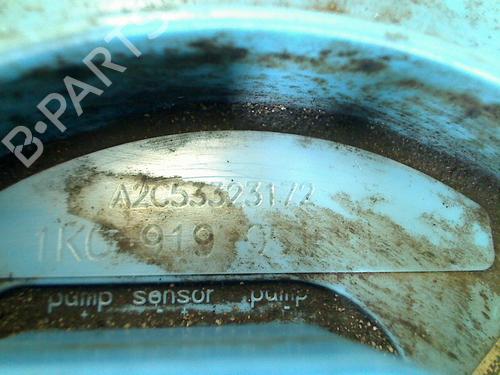 B-PARTS
A2C53323172
1K0 919
pump sensor pump